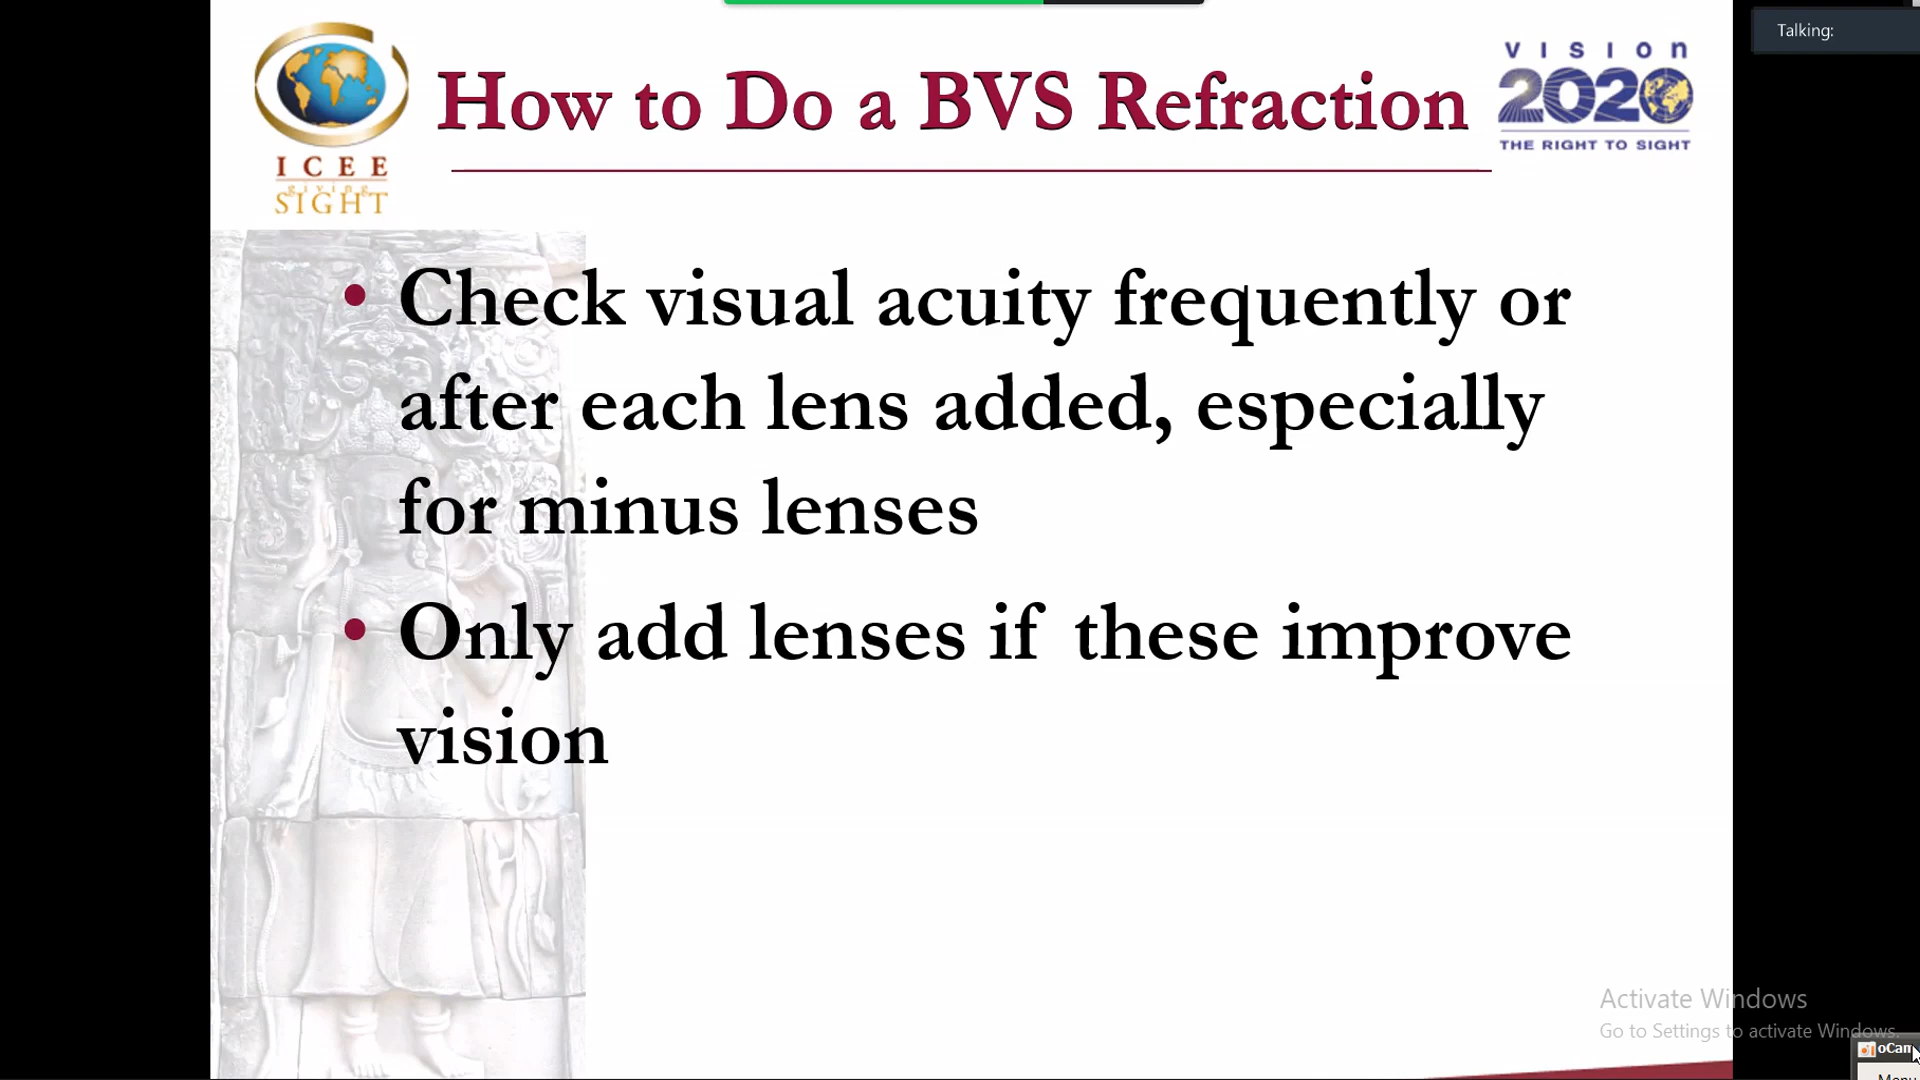 Talking:
VISION
2020
THE RIGHT TO SIGHT
ICEE
giving
SIGHT
How to Do a BVS Refraction
• Check visual acuity frequently or
after each lens added, especially
for minus lenses
• Only add lenses if these improve
vision
Activate Windows
Go to Settings to activate Windows.
oCam
Menu